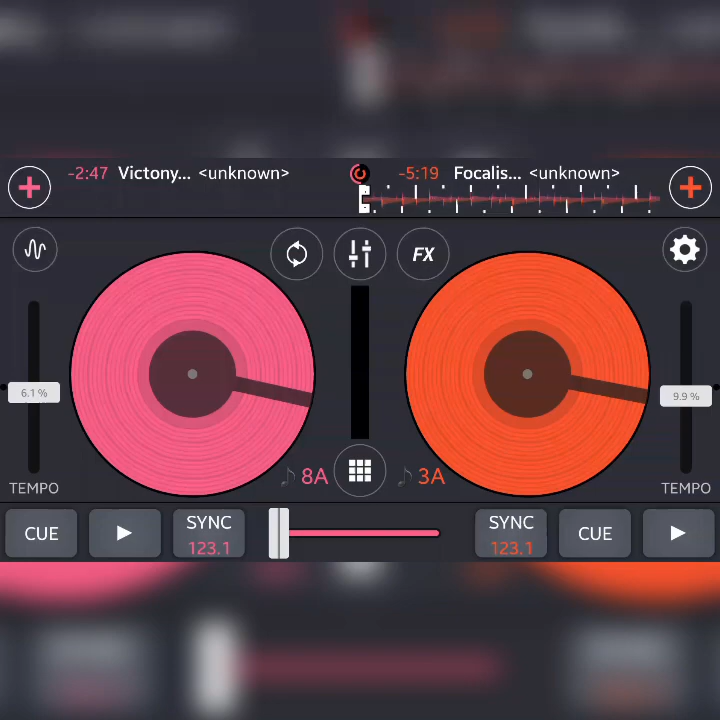 -2:47 Victony... <unknown>
-5:19 Focalis... <unknown>
FX
6.1 %
9.9 %
8A
3A
TEMPO
TEMPO
CUE
SYNC
123.1
SYNC
123.1
CUE